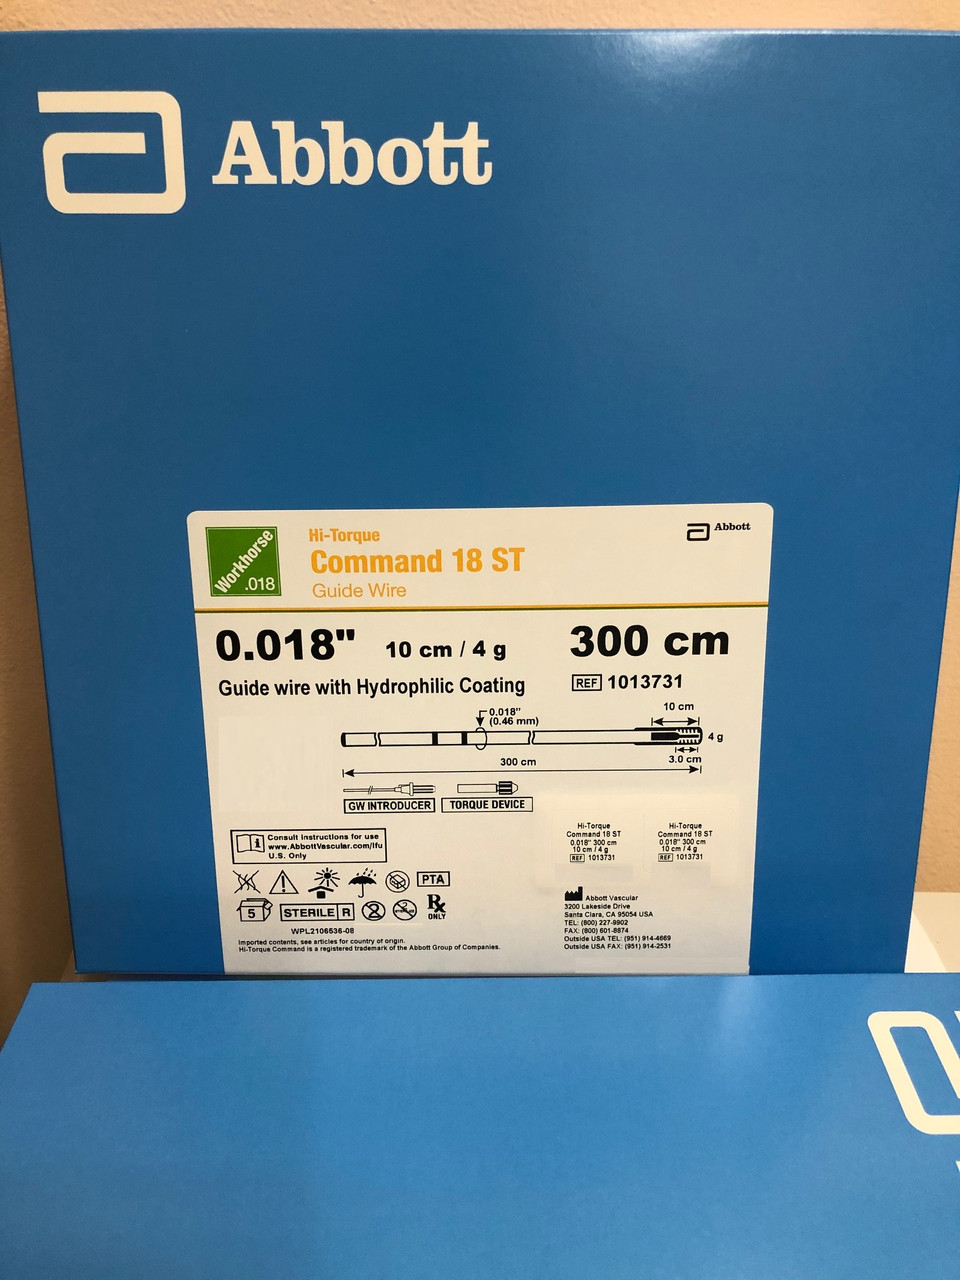 Abbott
Workhorse
.018
Hi-Torque
Command 18 ST
Guide Wire
Abbott
0.018"
10 cm / 4 g
300 cm
Guide wire with Hydrophilic Coating
REF 1013731
0.018"
(0.46 mm)
10 cm
4 g
3.0 cm
300 cm
GW INTRODUCER
TORQUE DEVICE
Consult instructions for use
www.AbbottVascular.com/ifu
U.S. Only
PTA
5
STERILE R
2
Rx
ONLY
WPL2106536-08
Imported contents, see articles for country of origin.
Hi-Torque Command is a registered trademark of the Abbott Group of Companies.
Hi-Torque
Command 18 ST
0.018" 300 cm
10 cm / 4 g
REF 1013731
Hi-Torque
Command 18 ST
0.018" 300 cm
10 cm / 4 g
REF 1013731
Abbott Vascular
3200 Lakeside Drive
Santa Clara, CA 95054 USA
TEL: (800) 227-9902
FAX: (800) 601-8874
Outside USA TEL: (951) 914-4669
Outside USA FAX: (951) 914-2531